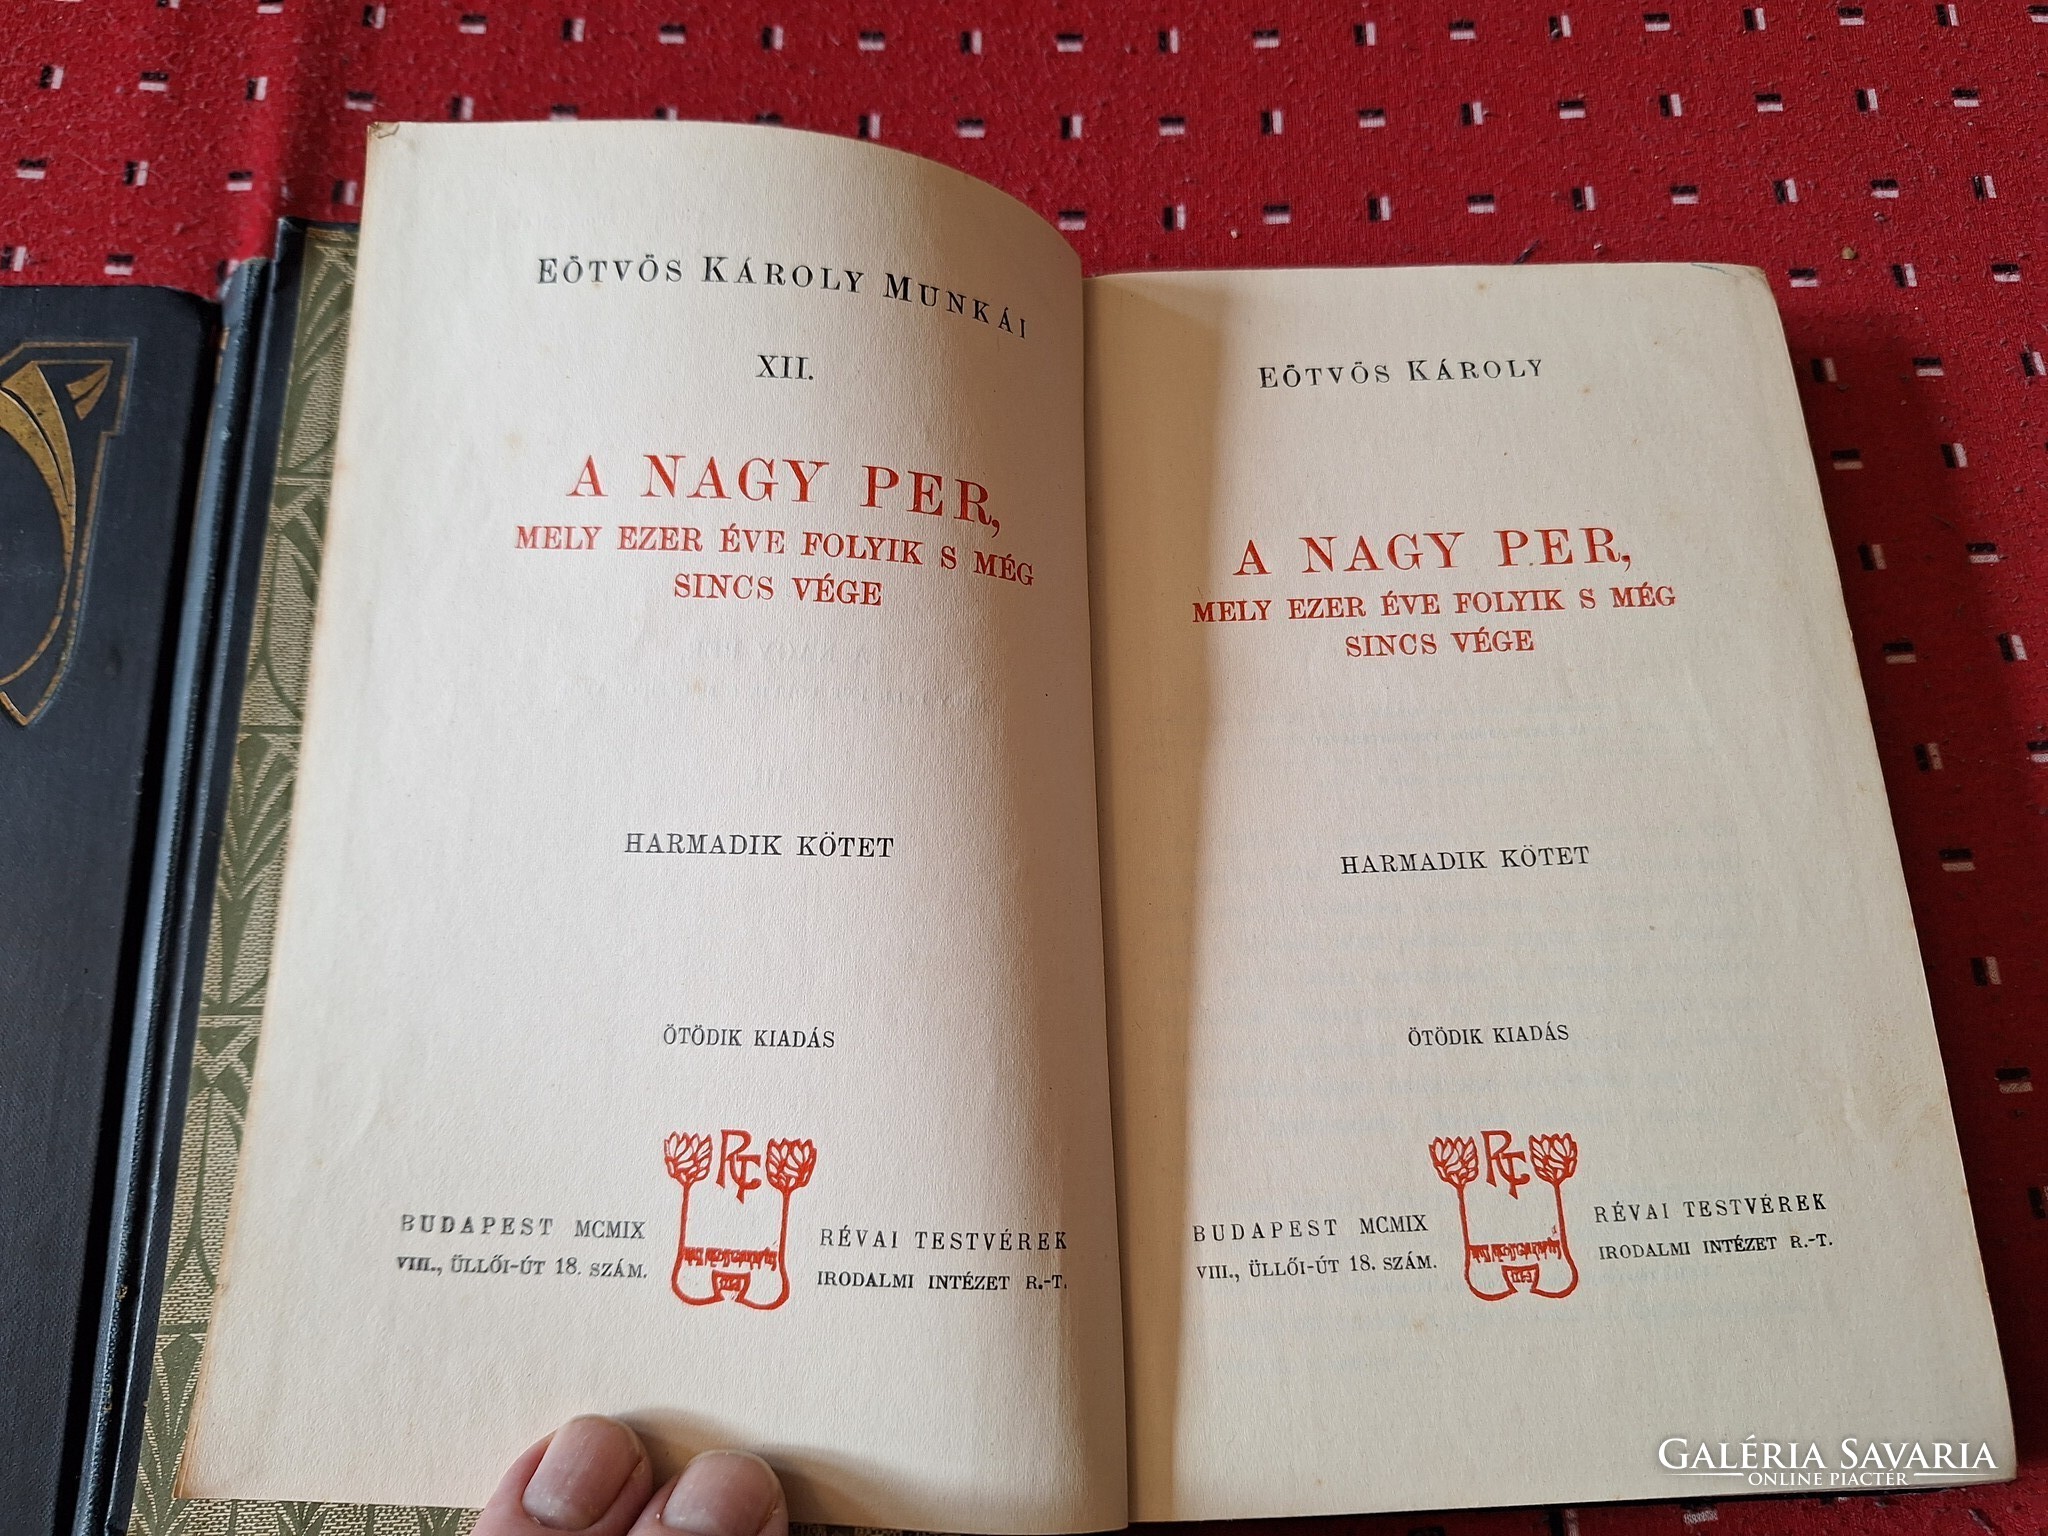 EÖTVÖS KÁROLY MUNKÁI
XII.
A NAGY PER,
MELY EZER ÉVE FOLYIK S MÉG
SINCS VÉGE
HARMADIK KÖTET
ÖTÖDIK KIADÁS
BUDAPEST MCMIX
VIII., ÜLLŐI-ÚT 18. SZÁM.
RÉVAI TESTVÉREK
IRODALMI INTÉZET R.-T.
EÖTVÖS KÁROLY
A NAGY PER,
MELY EZER ÉVE FOLYIK S MÉG
SINCS VÉGE
HARMADIK KÖTET
ÖTÖDIK KIADÁS
BUDAPEST MCMIX
VIII., ÜLLŐI-ÚT 18. SZÁM.
RÉVAI TESTVÉREK
IRODALMI INTÉZET R.-T.
GALÉRIA SAVARIA
ONLINE PIACTÉR